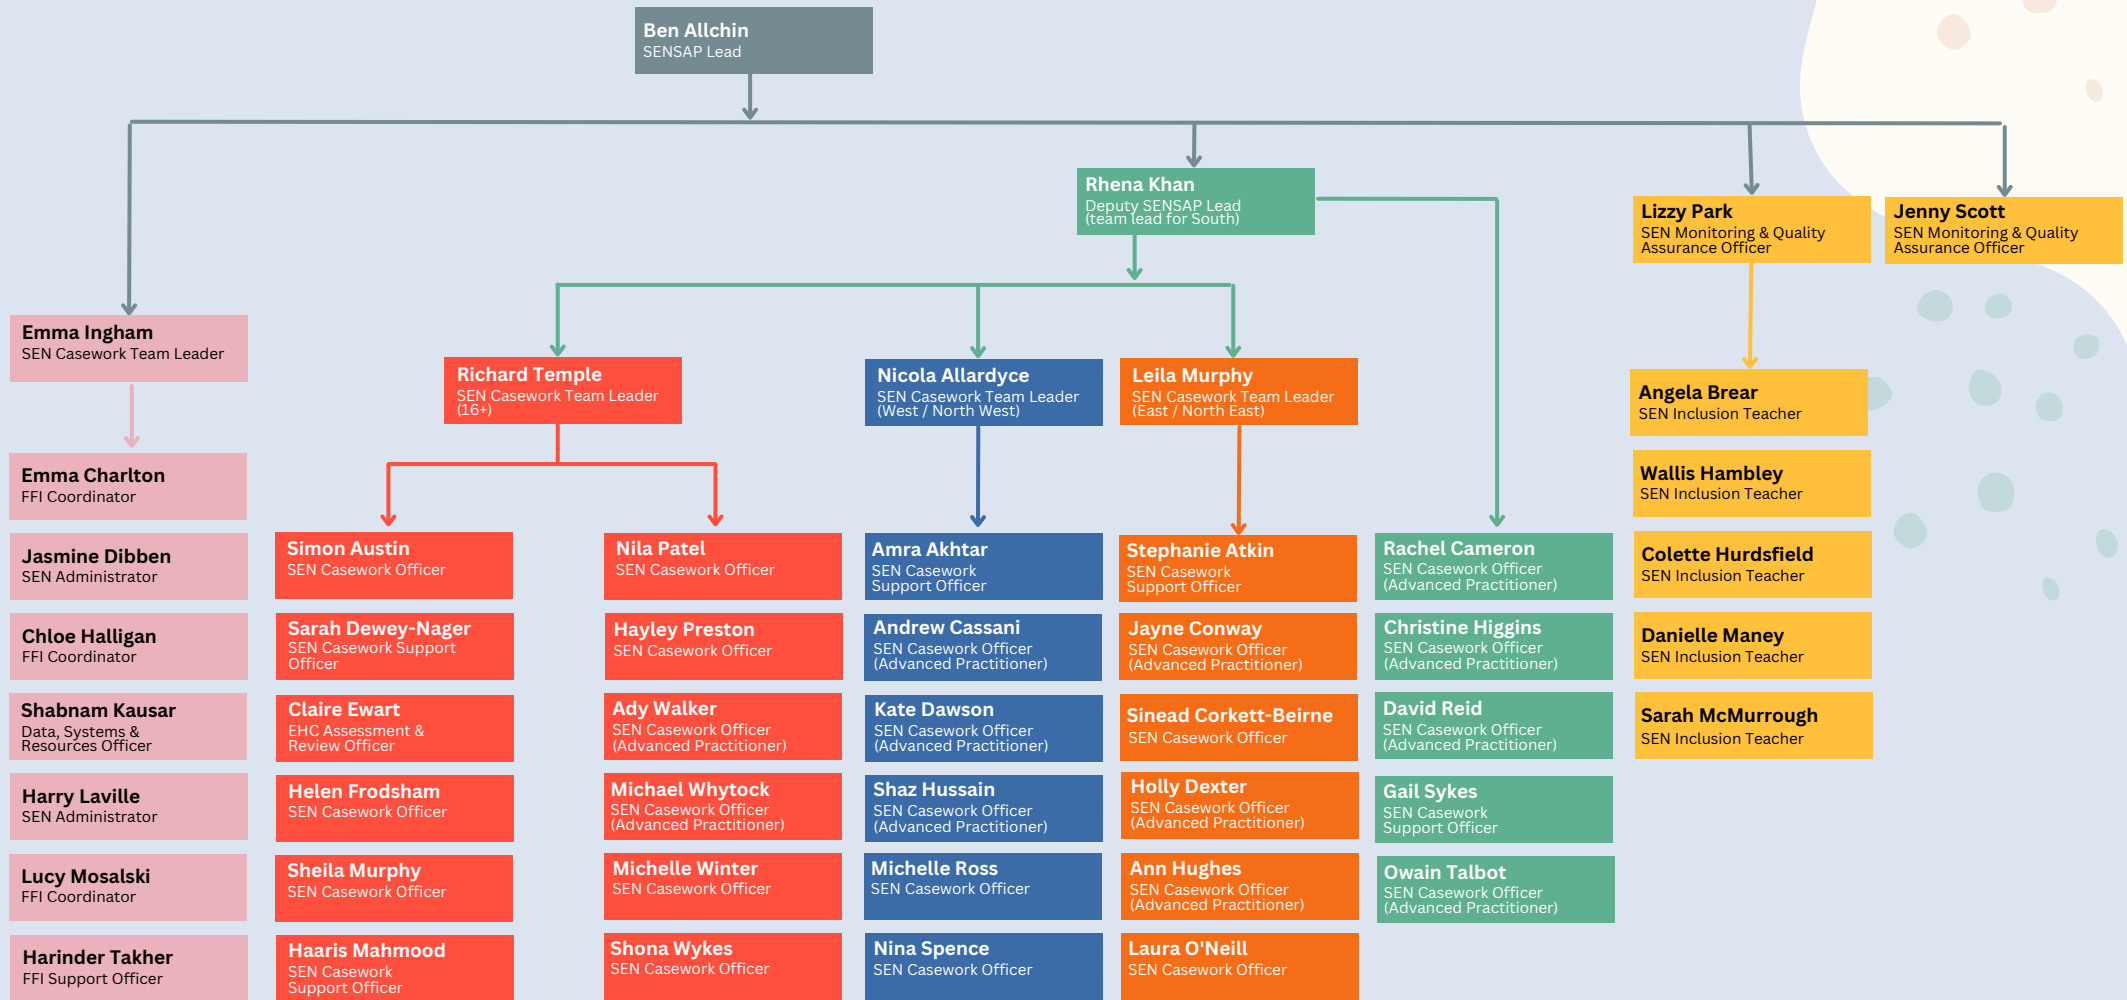 Ben Allchin
SENSAP Lead
Rhena Khan
Deputy SENSAP Lead
(team lead for South)
Lizzy Park
SEN Monitoring & Quality
Assurance Officer
Jenny Scott
SEN Monitoring & Quality
Assurance Officer
Emma Ingham
SEN Casework Team Leader
Richard Temple
SEN Casework Team Leader
(16+)
Nicola Allardyce
SEN Casework Team Leader
(West / North West)
Leila Murphy
SEN Casework Team Leader
(East / North East)
Emma Charlton
FFI Coordinator
Jasmine Dibben
SEN Administrator
Chloe Halligan
FFI Coordinator
Shabnam Kausar
Data, Systems &
Resources Officer
Harry Laville
SEN Administrator
Lucy Mosalski
FFI Coordinator
Harinder Takher
FFI Support Officer
Simon Austin
SEN Casework Officer
Sarah Dewey-Nager
SEN Casework Support
Officer
Claire Ewart
EHC Assessment &
Review Officer
Helen Frodsham
SEN Casework Officer
Sheila Murphy
SEN Casework Officer
Haaris Mahmood
SEN Casework
Support Officer
Nila Patel
SEN Casework Officer
Hayley Preston
SEN Casework Officer
Ady Walker
SEN Casework Officer
(Advanced Practitioner)
Michael Whytock
SEN Casework Officer
(Advanced Practitioner)
Michelle Winter
SEN Casework Officer
Shona Wykes
SEN Casework Officer
Amra Akhtar
SEN Casework
Support Officer
Andrew Cassani
SEN Casework Officer
(Advanced Practitioner)
Kate Dawson
SEN Casework Officer
(Advanced Practitioner)
Shaz Hussain
SEN Casework Officer
(Advanced Practitioner)
Michelle Ross
SEN Casework Officer
Nina Spence
SEN Casework Officer
Stephanie Atkin
SEN Casework
Support Officer
Jayne Conway
SEN Casework Officer
(Advanced Practitioner)
Sinead Corkett-Beirne
SEN Casework Officer
Holly Dexter
SEN Casework Officer
(Advanced Practitioner)
Ann Hughes
SEN Casework Officer
(Advanced Practitioner)
Laura O'Neill
SEN Casework Officer
Rachel Cameron
SEN Casework Officer
(Advanced Practitioner)
Christine Higgins
SEN Casework Officer
(Advanced Practitioner)
David Reid
SEN Casework Officer
(Advanced Practitioner)
Gail Sykes
SEN Casework
Support Officer
Owain Talbot
SEN Casework Officer
(Advanced Practitioner)
Angela Brear
SEN Inclusion Teacher
Wallis Hambley
SEN Inclusion Teacher
Colette Hurdsfield
SEN Inclusion Teacher
Danielle Maney
SEN Inclusion Teacher
Sarah McMurrough
SEN Inclusion Teacher